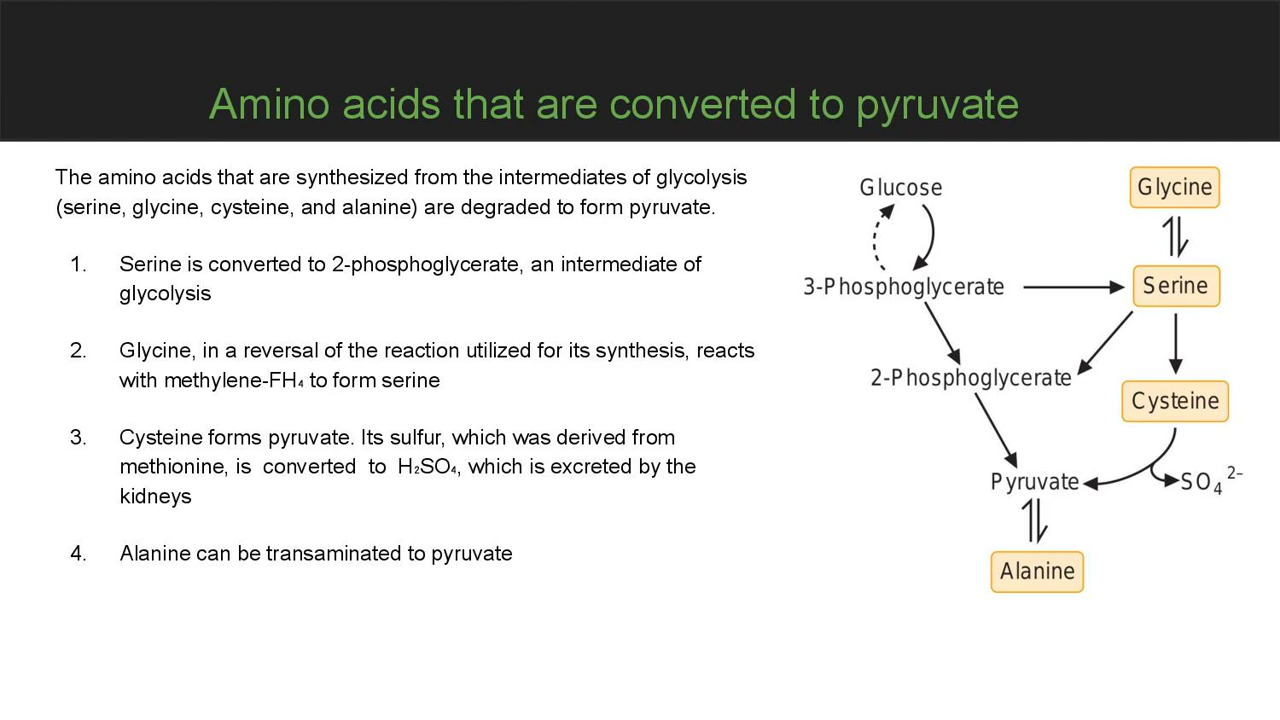 Amino acids that are converted to pyruvate
The amino acids that are synthesized from the intermediates of glycolysis
(serine, glycine, cysteine, and alanine) are degraded to form pyruvate.
1. Serine is converted to 2-phosphoglycerate, an intermediate of
glycolysis
2. Glycine, in a reversal of the reaction utilized for its synthesis, reacts
with methylene-FH₄ to form serine
3. Cysteine forms pyruvate. Its sulfur, which was derived from
methionine, is converted to H₂SO₄, which is excreted by the
kidneys
4. Alanine can be transaminated to pyruvate
Glucose
Glycine
3-Phosphoglycerate
Serine
2-Phosphoglycerate
Cysteine
Pyruvate
SO₄²⁻
Alanine